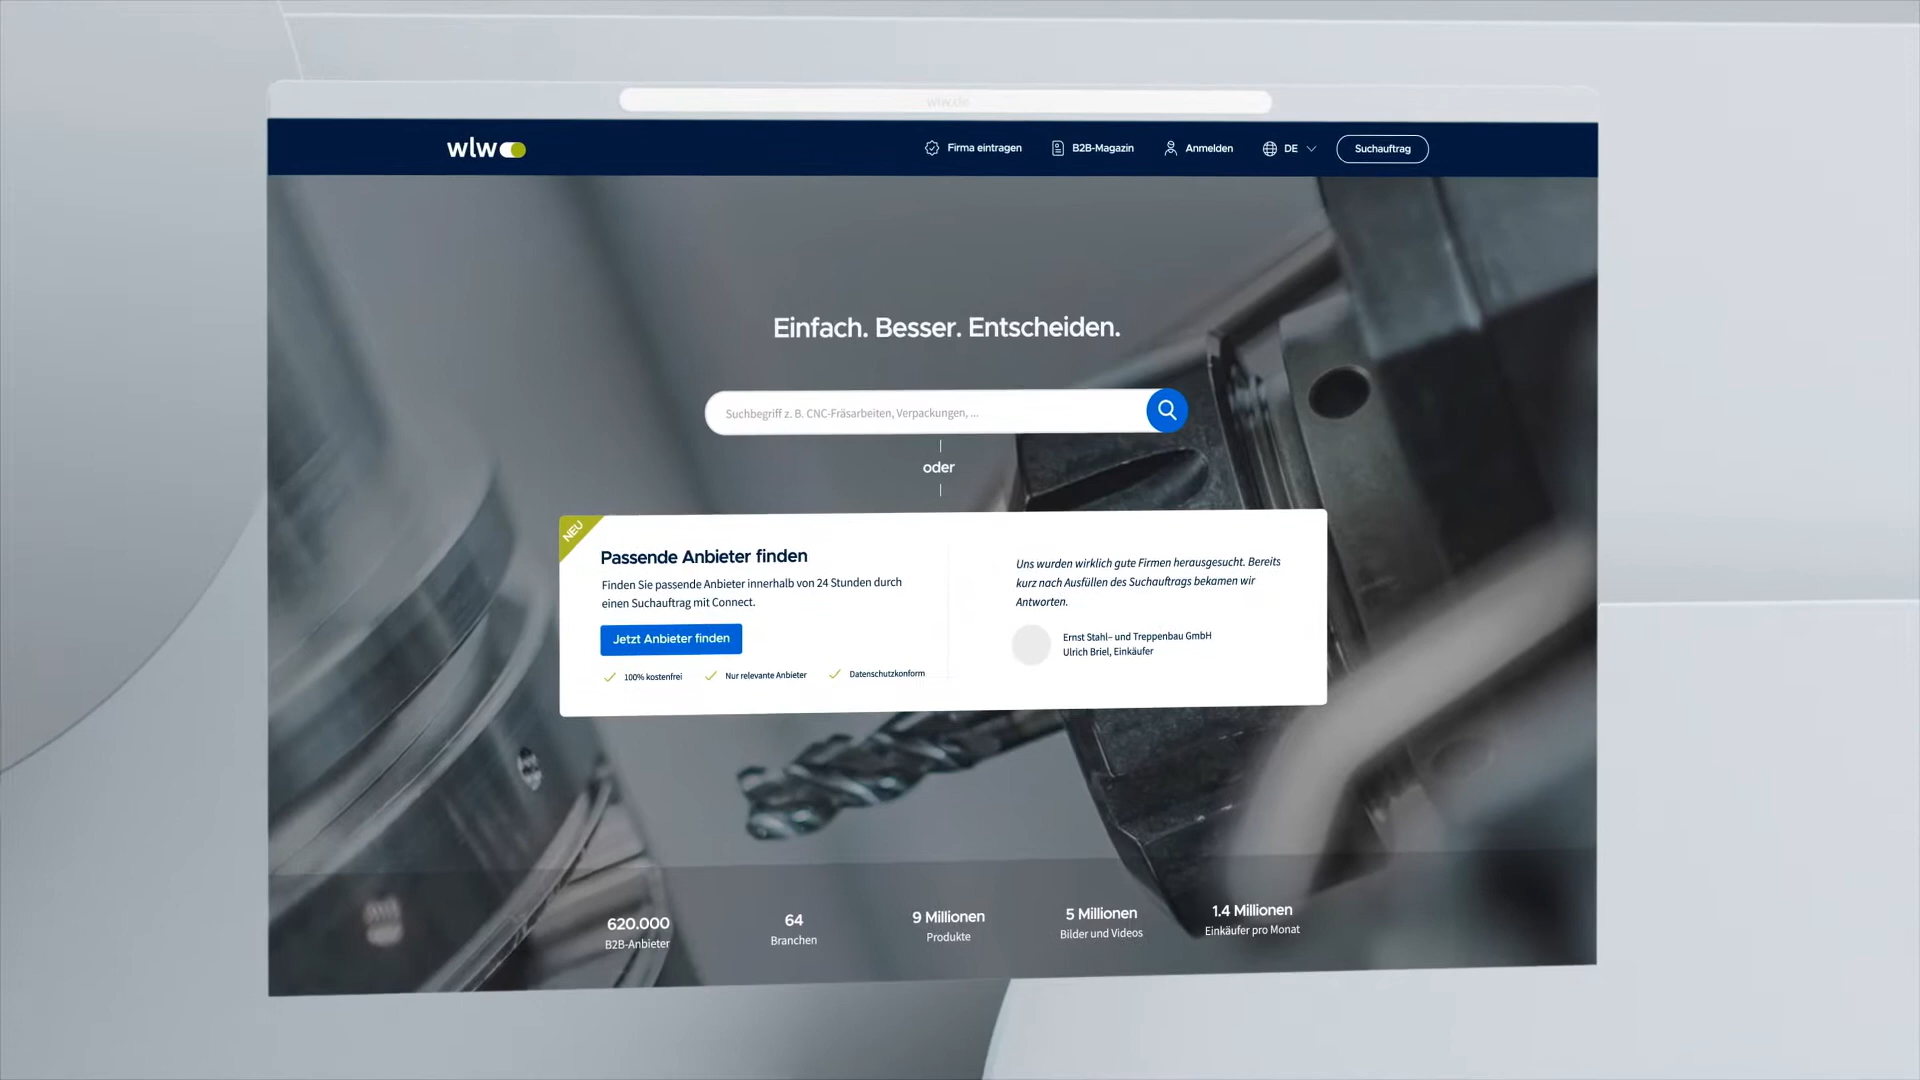 wlw.de
wlw
Firma eintragen
B2B-Magazin
Anmelden
DE
Suchauftrag
Einfach. Besser. Entscheiden.
Suchbegriff z. B. CNC-Fräsarbeiten, Verpackungen, ...
oder
NEU
Passende Anbieter finden
Finden Sie passende Anbieter innerhalb von 24 Stunden durch
einen Suchauftrag mit Connect.
Jetzt Anbieter finden
100% kostenfrei
Nur relevante Anbieter
Datenschutzkonform
Uns wurden wirklich gute Firmen herausgesucht. Bereits
kurz nach Ausfüllen des Suchauftrags bekamen wir
Antworten.
Ernst Stahl- und Treppenbau GmbH
Ulrich Briel, Einkäufer
620.000
B2B-Anbieter
64
Branchen
9 Millionen
Produkte
5 Millionen
Bilder und Videos
1.4 Millionen
Einkäufer pro Monat